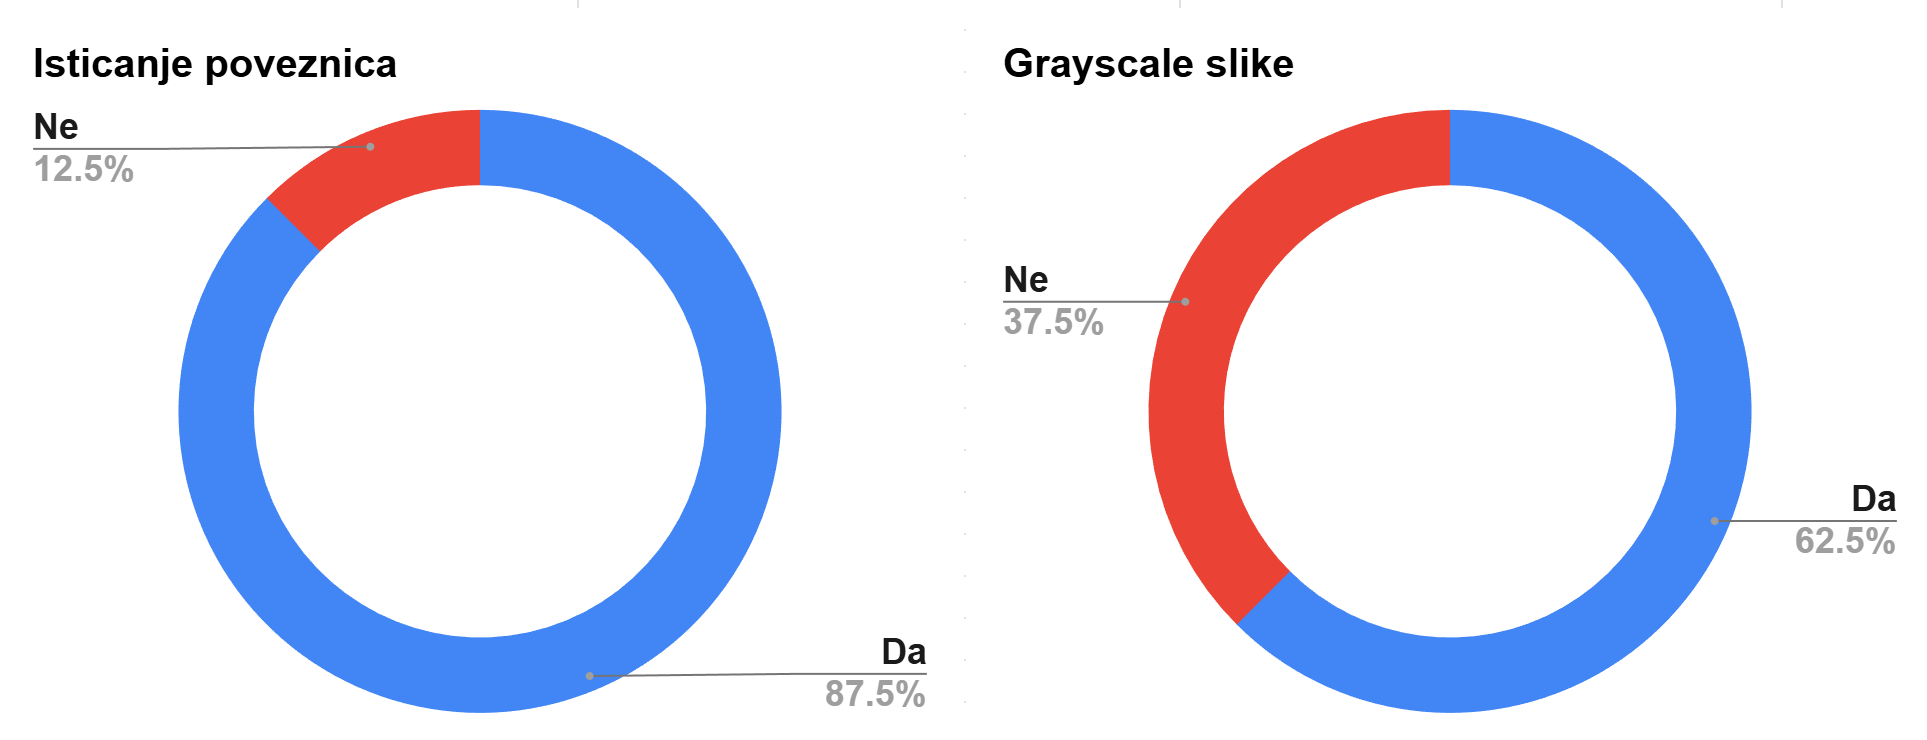 Isticanje poveznica
Ne
12.5%
Da
87.5%
Grayscale slike
Ne
37.5%
Da
62.5%